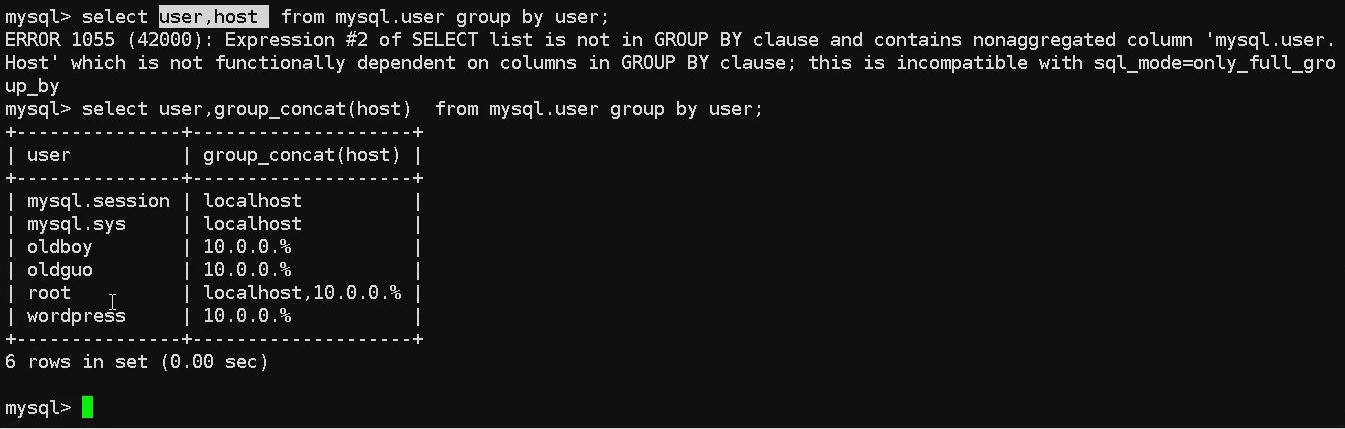 mysql> select user,host  from mysql.user group by user;
ERROR 1055 (42000): Expression #2 of SELECT list is not in GROUP BY clause and contains nonaggregated column 'mysql.user.
Host' which is not functionally dependent on columns in GROUP BY clause; this is incompatible with sql_mode=only_full_gro
up_by
mysql> select user,group_concat(host)  from mysql.user group by user;
+---------------+--------------------+
| user          | group_concat(host) |
+---------------+--------------------+
| mysql.session | localhost          |
| mysql.sys     | localhost          |
| oldboy        | 10.0.0.%           |
| oldguo        | 10.0.0.%           |
| root          | localhost,10.0.0.% |
| wordpress     | 10.0.0.%           |
+---------------+--------------------+
6 rows in set (0.00 sec)
mysql>